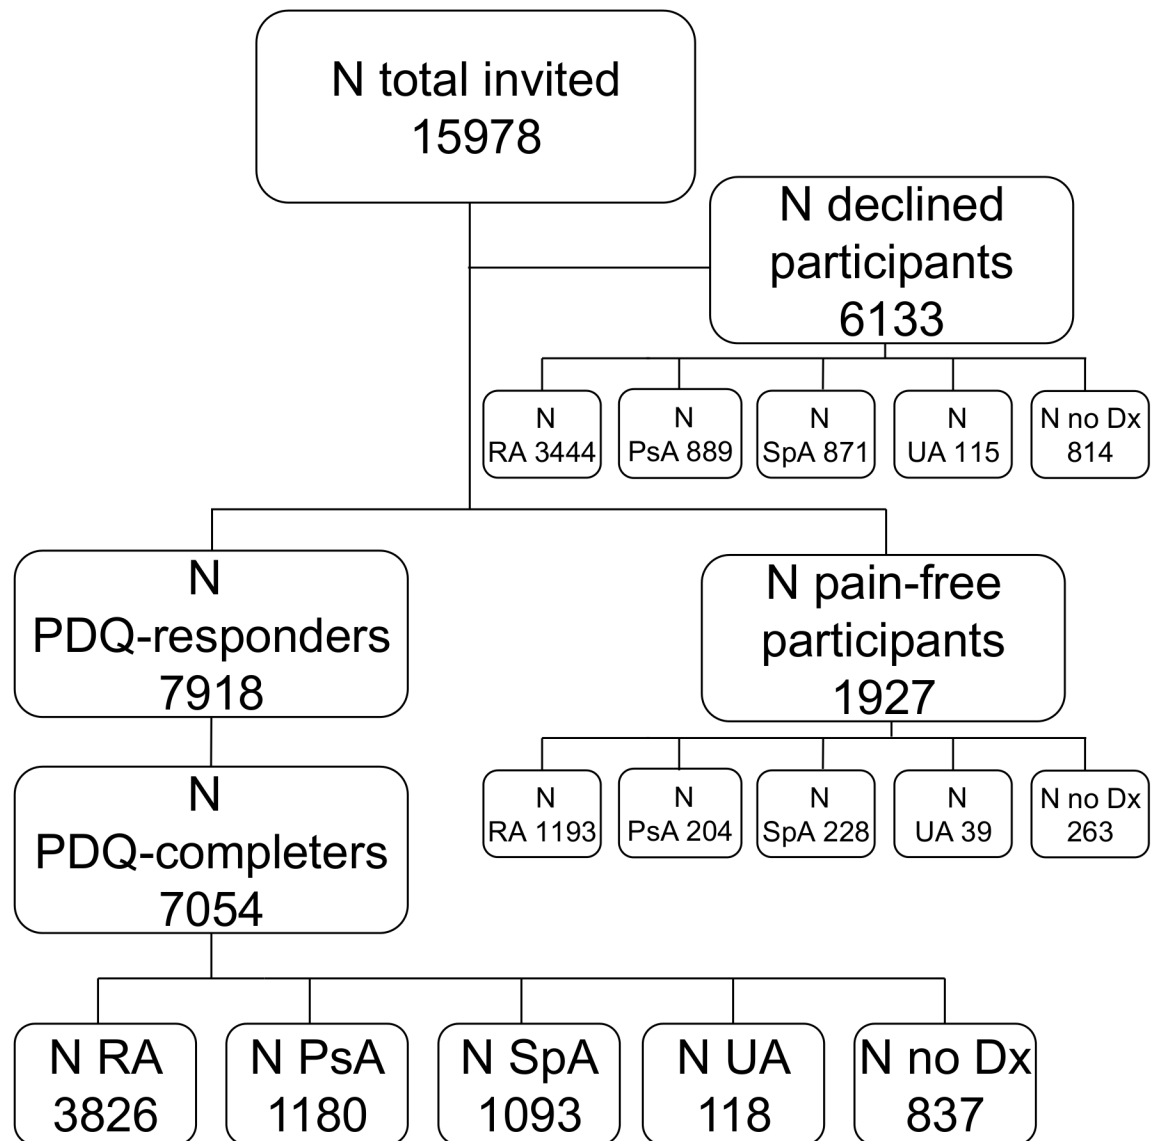 N total invited
15978
N declined
participants
6133
N
RA 3444
N
PsA 889
N
SpA 871
N
UA 115
N no Dx
814
N
PDQ-responders
7918
N pain-free
participants
1927
N
RA 1193
N
PsA 204
N
SpA 228
N
UA 39
N no Dx
263
N
PDQ-completers
7054
N RA
3826
N PsA
1180
N SpA
1093
N UA
118
N no Dx
837